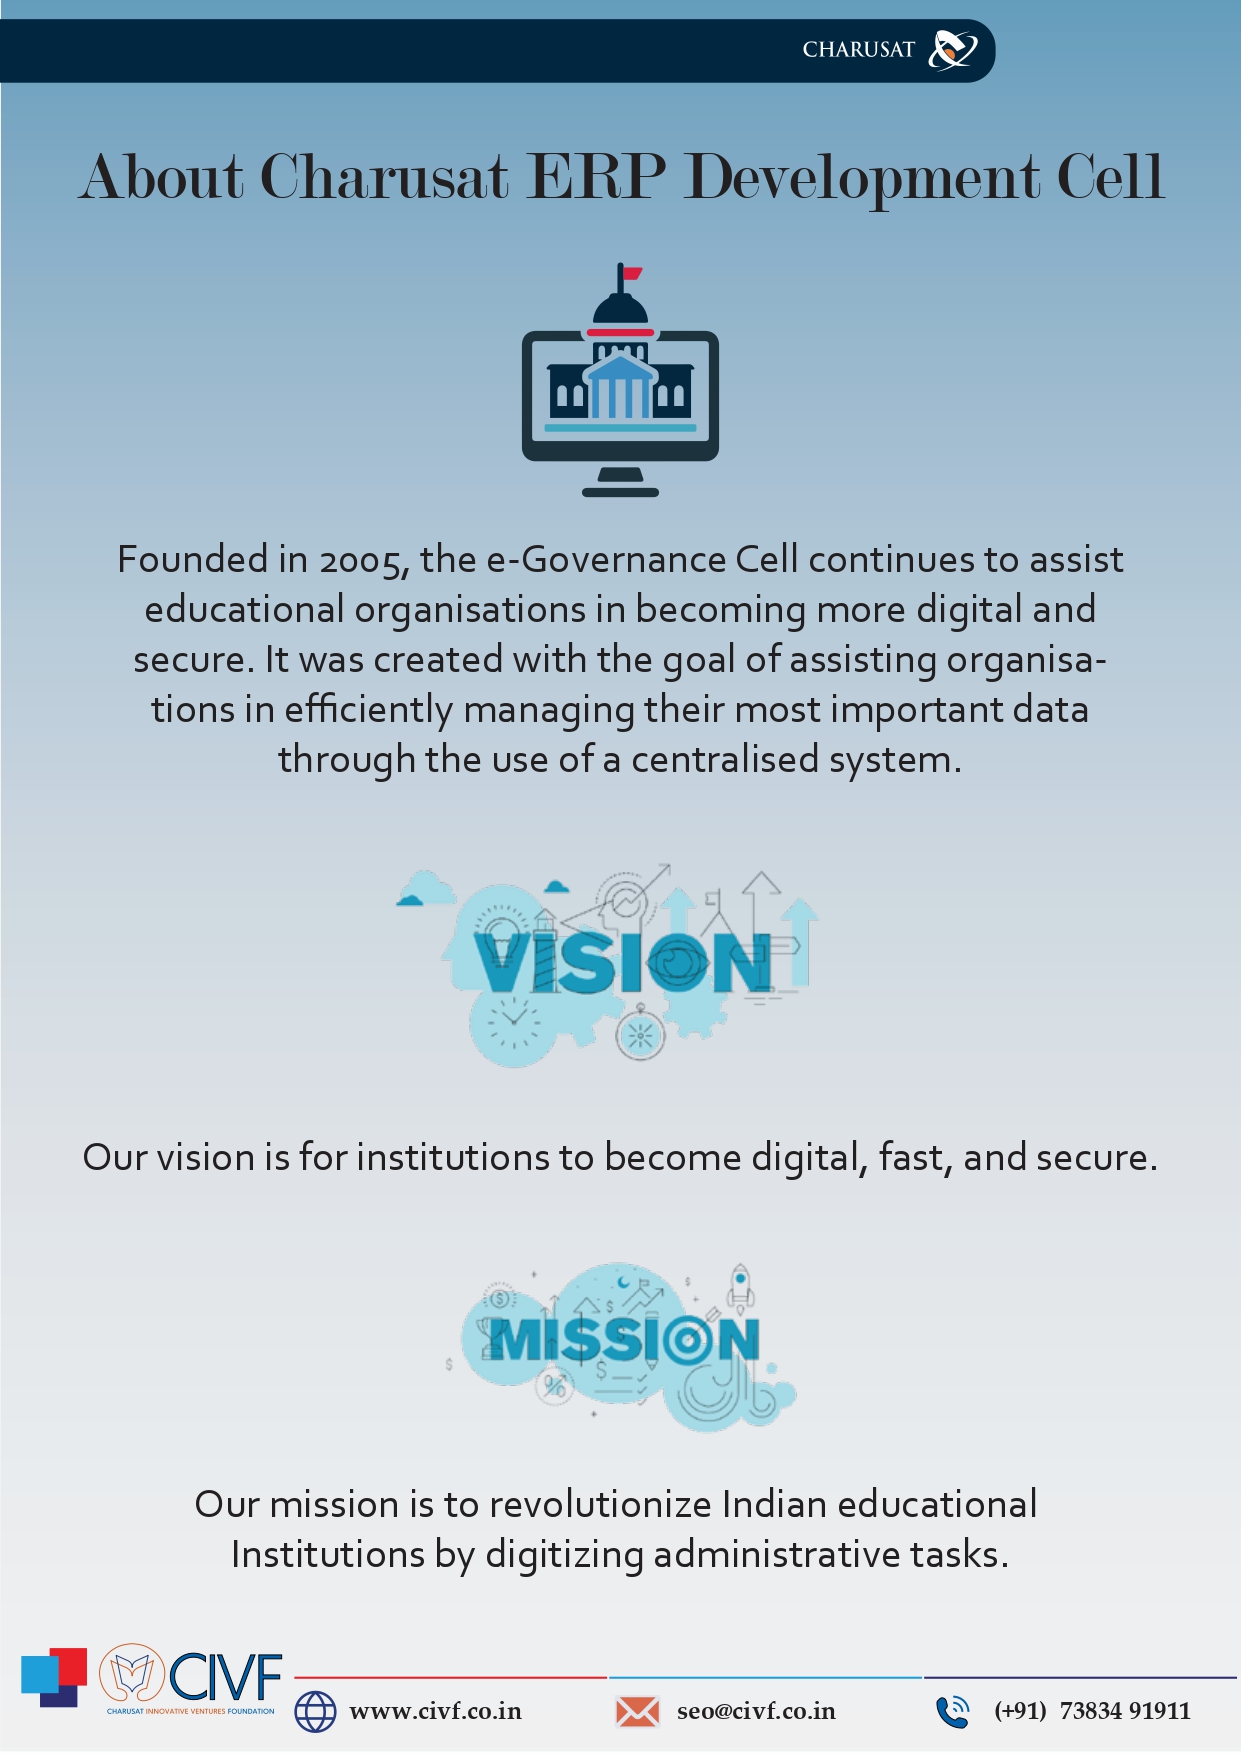 CHARUSAT
About Charusat ERP Development Cell
Founded in 2005, the e-Governance Cell continues to assist
educational organisations in becoming more digital and
secure. It was created with the goal of assisting organisa-
tions in efficiently managing their most important data
through the use of a centralised system.
VISION
Our vision is for institutions to become digital, fast, and secure.
MISSION
Our mission is to revolutionize Indian educational
Institutions by digitizing administrative tasks.
CIVF
CHARUSAT INNOVATIVE VENTURES FOUNDATION
www.civf.co.in
seo@civf.co.in
(+91) 73834 91911